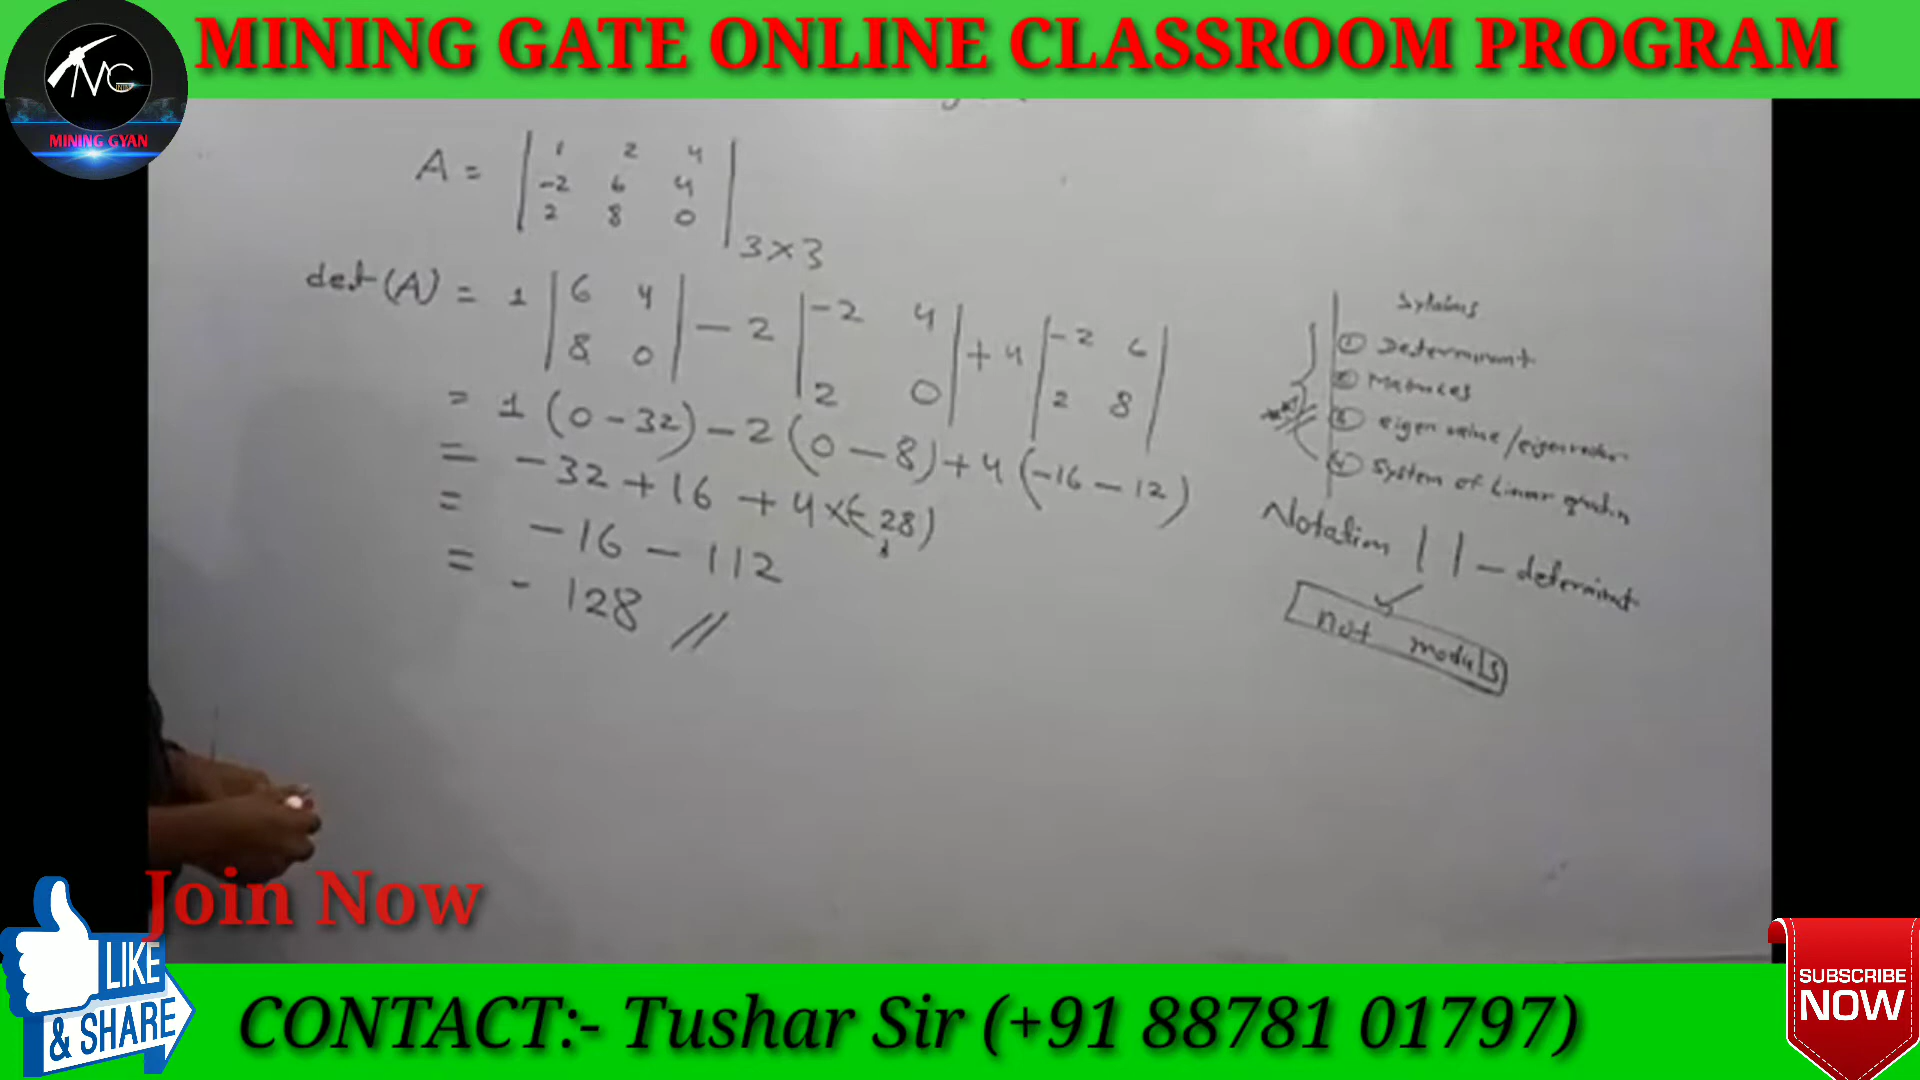 MINING GATE ONLINE CLASSROOM PROGRAM
MG
MINING GYAN
A = | 1 2 4 |
| -2 6 4 |
| 2 8 0 | 3×3
det(A) = 1 | 6 4 | - 2 | -2 4 | + 4 | -2 6 |
| 8 0 | | 2 0 | | 2 8 |
= 1 (0 - 32) - 2 (0 - 8) + 4 (-16 - 12)
= -32 + 16 + 4×(-28)
= -16 - 112
= - 128 //
① Determinant
② Matrices
③ eigen value / eigen vector
④ System of Linear
Notation | | - determinant
not
Join Now
LIKE
& SHARE
SUBSCRIBE
NOW
CONTACT:- Tushar Sir (+91 88781 01797)